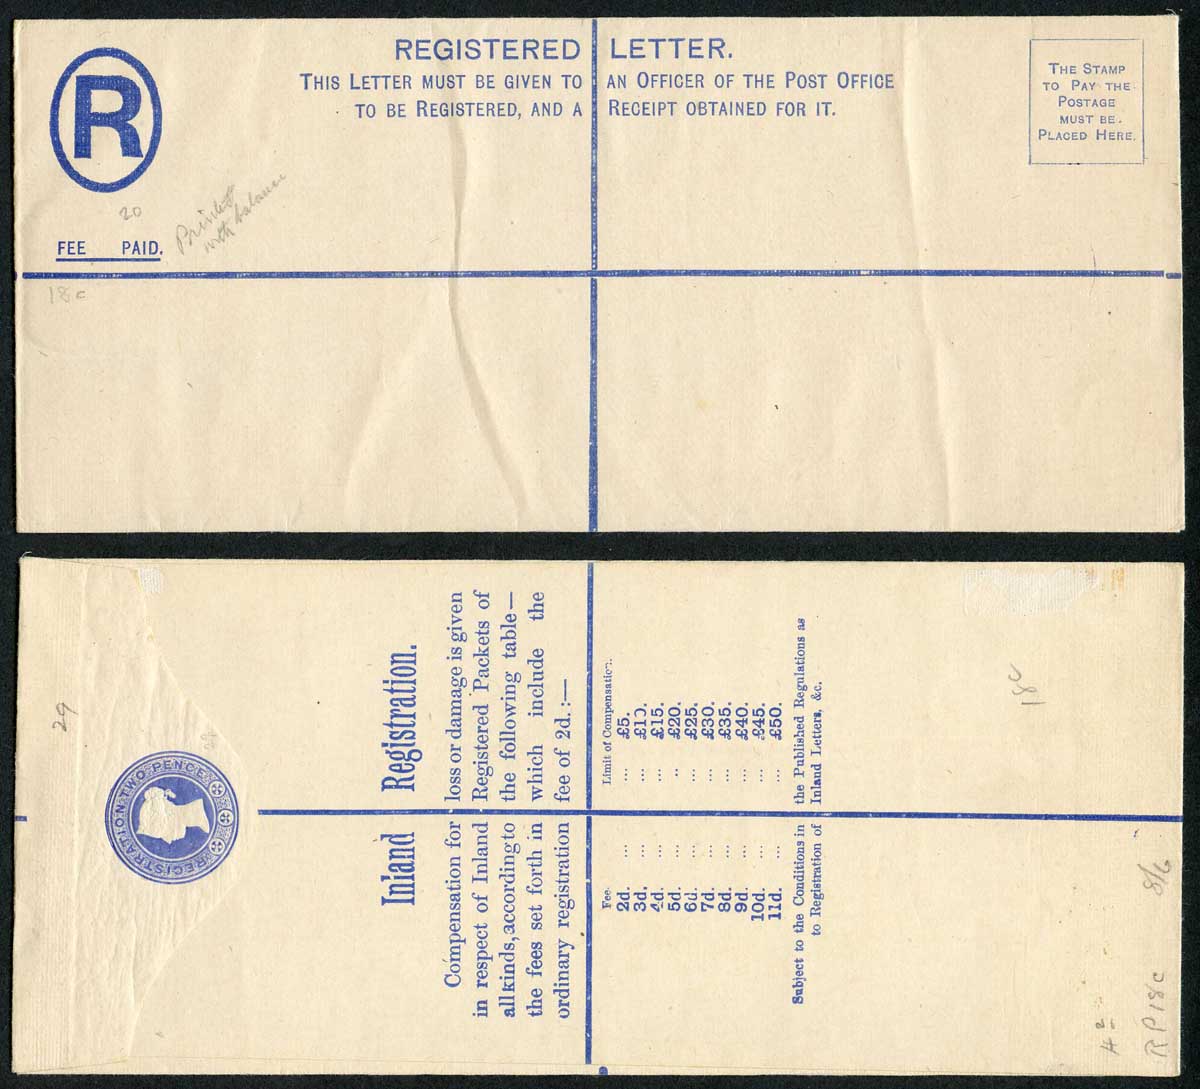 REGISTERED LETTER.
THIS LETTER MUST BE GIVEN TO AN OFFICER OF THE POST OFFICE
TO BE REGISTERED, AND A RECEIPT OBTAINED FOR IT.
THE STAMP
TO PAY THE
POSTAGE
MUST BE
PLACED HERE.
R
20
Printed
with balance
FEE PAID.
18c
29
REGISTRATION TWO PENCE
Inland Registration.
Compensation for loss or damage is given
in respect of Inland Registered Packets of
all kinds, according to the following table—
the fees set forth in which include the
ordinary registration fee of 2d.:—
Fee. Limit of Compensation.
2d. ... ... £5.
3d. ... ... £10.
4d. ... ... £15.
5d. ... ... £20.
6d. ... ... £25.
7d. ... ... £30.
8d. ... ... £35.
9d. ... ... £40.
10d. ... ... £45.
11d. ... ... £50.
Subject to the Conditions in the Published Regulations as
to Registration of Inland Letters, &c.
18c
8/6
RP18c